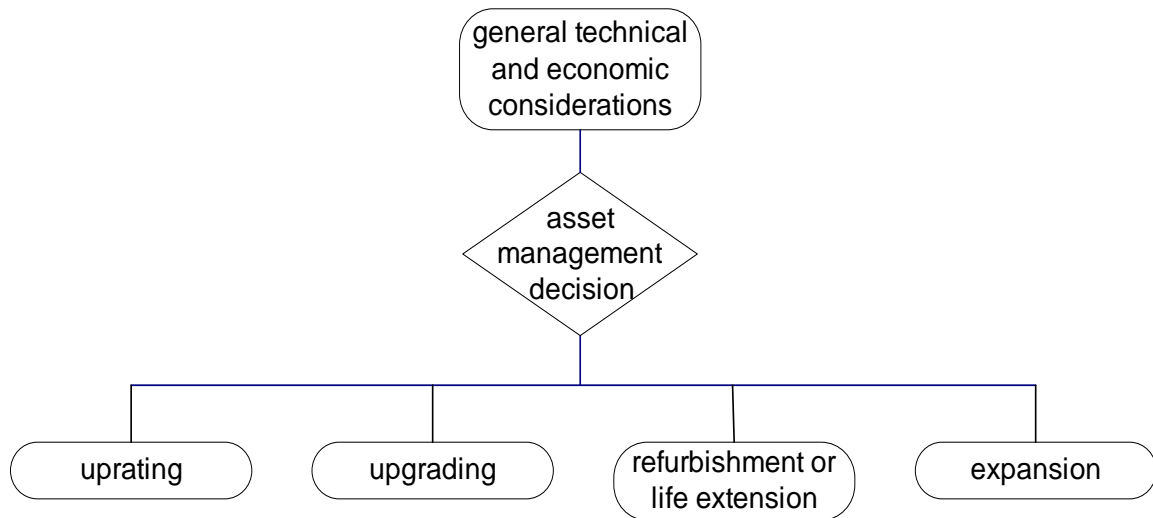 general technical
and economic
considerations
asset
management
decision
uprating
upgrading
refurbishment or
life extension
expansion